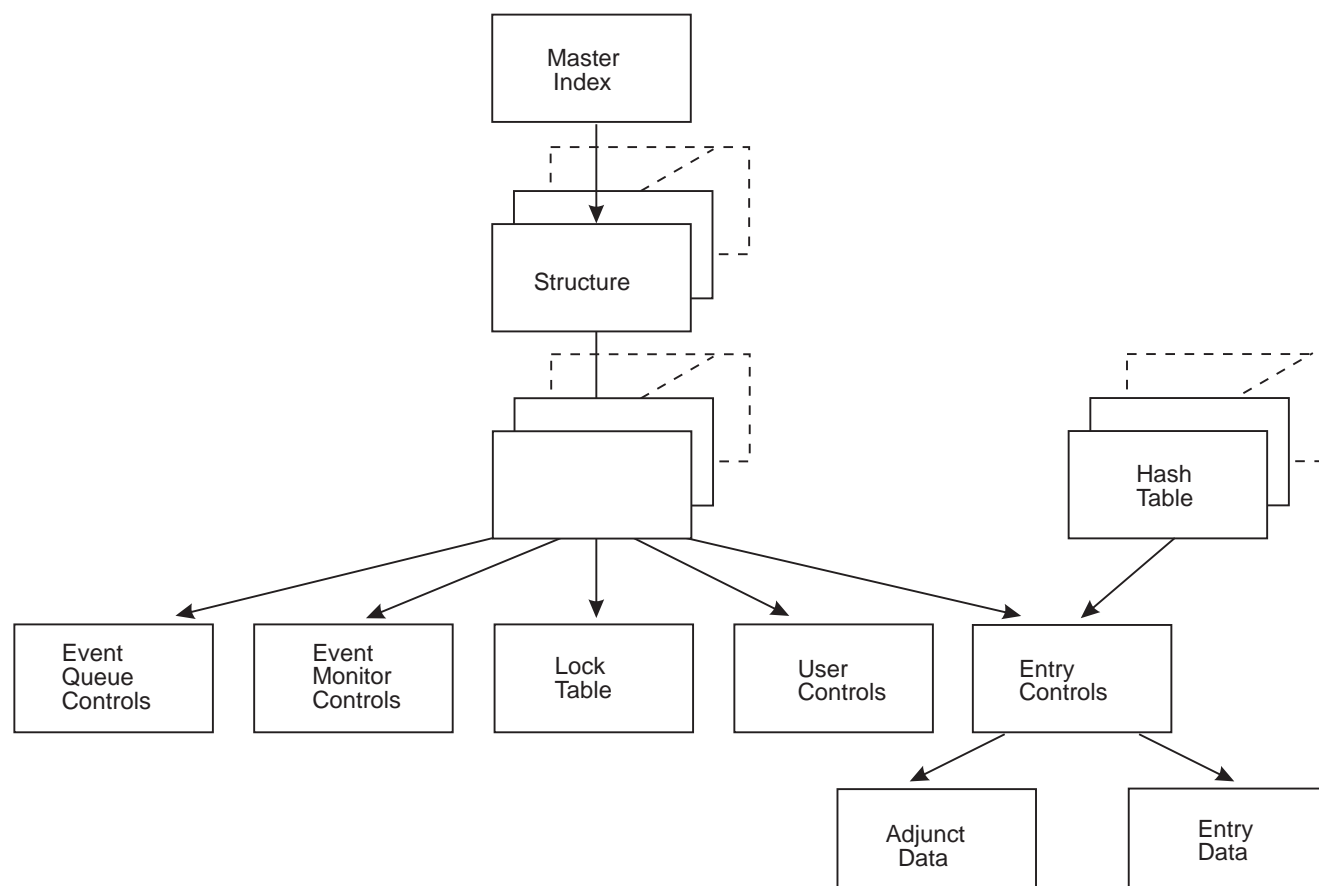 Master
Index
Structure
Hash
Table
Event
Queue
Controls
Event
Monitor
Controls
Lock
Table
User
Controls
Entry
Controls
Adjunct
Data
Entry
Data